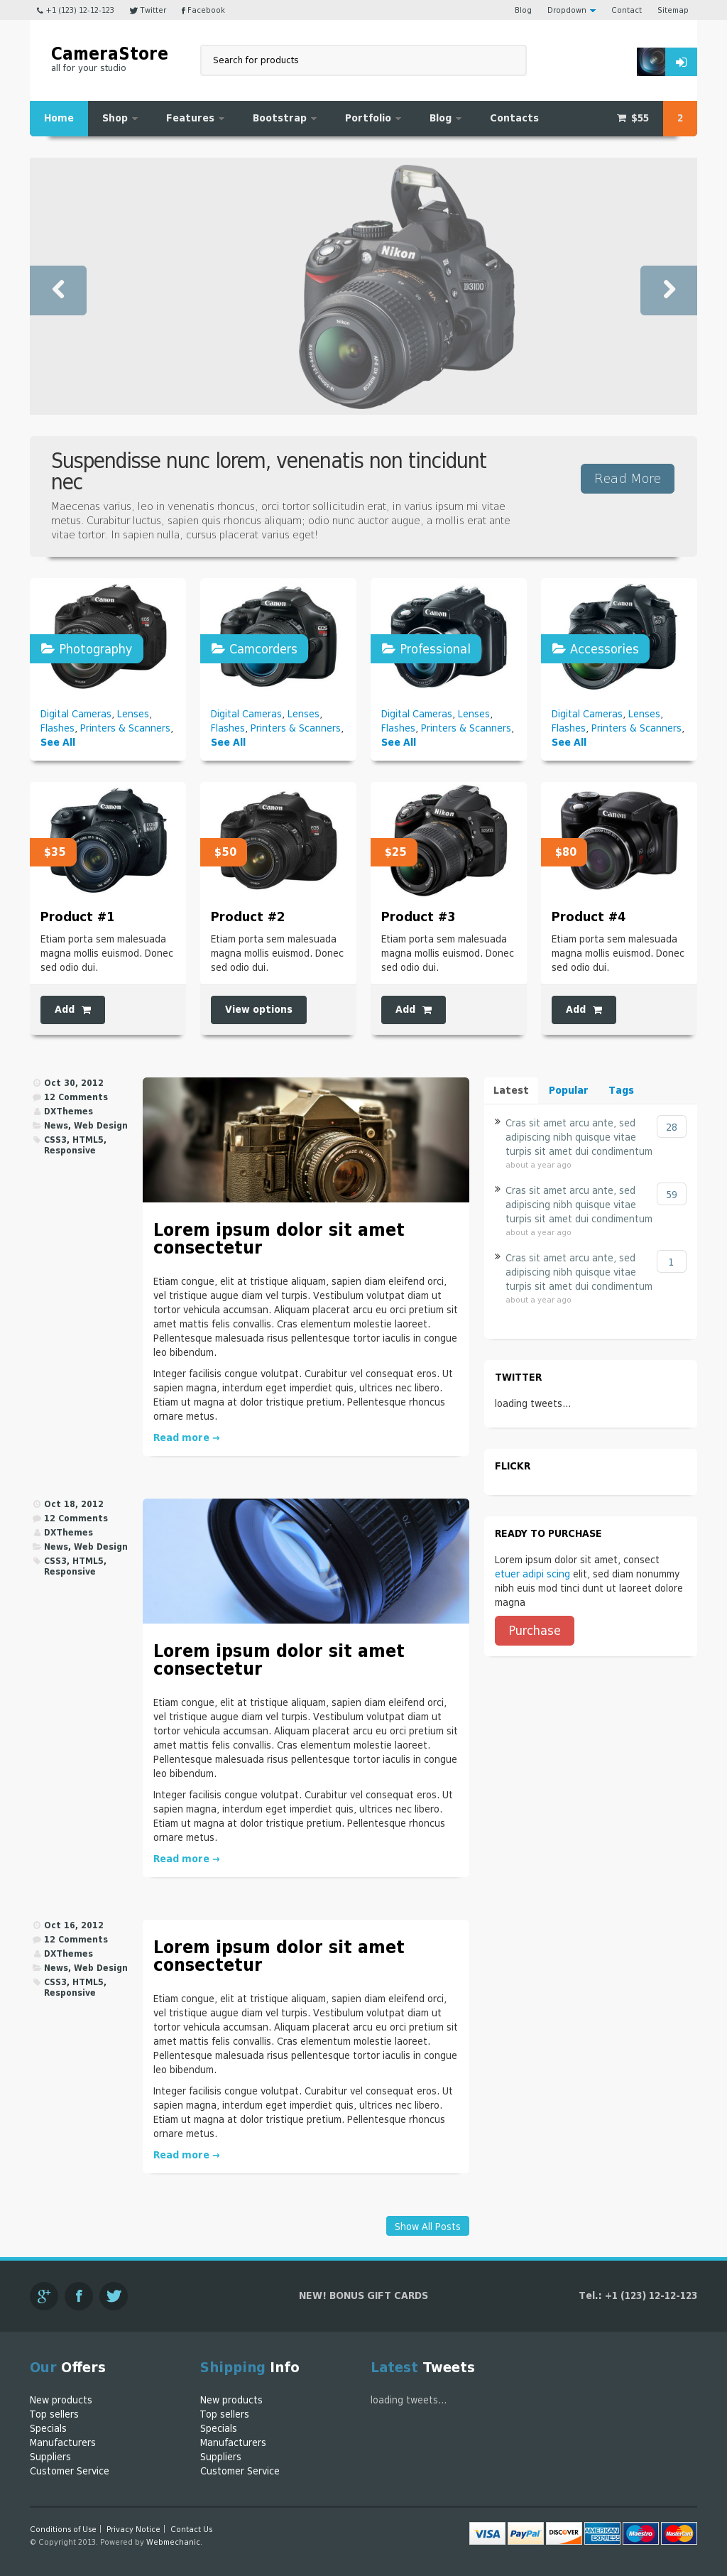 +1 (123) 12-12-123 Twitter Facebook Blog Dropdown Contact Sitemap
CameraStore
all for your studio
Search for products
Home Shop Features Bootstrap Portfolio Blog Contacts $55 2
Nikon
D3100
Suspendisse nunc lorem, venenatis non tincidunt
nec
Read More
Maecenas varius, leo in venenatis rhoncus, orci tortor sollicitudin erat, in varius ipsum mi vitae
metus. Curabitur luctus, sapien quis rhoncus aliquam; odio nunc auctor augue, a mollis erat ante
vitae tortor. In sapien nulla, cursus placerat varius eget!
Canon Canon Canon Canon
Photography Camcorders Professional Accessories
Digital Cameras, Lenses, Digital Cameras, Lenses, Digital Cameras, Lenses, Digital Cameras, Lenses,
Flashes, Printers & Scanners, Flashes, Printers & Scanners, Flashes, Printers & Scanners, Flashes, Printers & Scanners,
See All See All See All See All
Canon Canon Nikon Canon
$35 $50 $25 $80
Product #1 Product #2 Product #3 Product #4
Etiam porta sem malesuada Etiam porta sem malesuada Etiam porta sem malesuada Etiam porta sem malesuada
magna mollis euismod. Donec magna mollis euismod. Donec magna mollis euismod. Donec magna mollis euismod. Donec
sed odio dui. sed odio dui. sed odio dui. sed odio dui.
Add View options Add Add
Oct 30, 2012
12 Comments
DXThemes
News, Web Design
CSS3, HTML5,
Responsive
Lorem ipsum dolor sit amet
consectetur
Etiam congue, elit at tristique aliquam, sapien diam eleifend orci,
vel tristique augue diam vel turpis. Vestibulum volutpat diam ut
tortor vehicula accumsan. Aliquam placerat arcu eu orci pretium sit
amet mattis felis convallis. Cras elementum molestie laoreet.
Pellentesque malesuada risus pellentesque tortor iaculis in congue
leo bibendum.
Integer facilisis congue volutpat. Curabitur vel consequat eros. Ut
sapien magna, interdum eget imperdiet quis, ultrices nec libero.
Etiam ut magna at dolor tristique pretium. Pellentesque rhoncus
ornare metus.
Read more →
Latest Popular Tags
Cras sit amet arcu ante, sed 28
adipiscing nibh quisque vitae
turpis sit amet dui condimentum
about a year ago
Cras sit amet arcu ante, sed 59
adipiscing nibh quisque vitae
turpis sit amet dui condimentum
about a year ago
Cras sit amet arcu ante, sed 1
adipiscing nibh quisque vitae
turpis sit amet dui condimentum
about a year ago
TWITTER
loading tweets...
FLICKR
READY TO PURCHASE
Lorem ipsum dolor sit amet, consect
etuer adipi scing elit, sed diam nonummy
nibh euis mod tinci dunt ut laoreet dolore
magna
Purchase
Oct 18, 2012
12 Comments
DXThemes
News, Web Design
CSS3, HTML5,
Responsive
Lorem ipsum dolor sit amet
consectetur
Etiam congue, elit at tristique aliquam, sapien diam eleifend orci,
vel tristique augue diam vel turpis. Vestibulum volutpat diam ut
tortor vehicula accumsan. Aliquam placerat arcu eu orci pretium sit
amet mattis felis convallis. Cras elementum molestie laoreet.
Pellentesque malesuada risus pellentesque tortor iaculis in congue
leo bibendum.
Integer facilisis congue volutpat. Curabitur vel consequat eros. Ut
sapien magna, interdum eget imperdiet quis, ultrices nec libero.
Etiam ut magna at dolor tristique pretium. Pellentesque rhoncus
ornare metus.
Read more →
Oct 16, 2012
12 Comments
DXThemes
News, Web Design
CSS3, HTML5,
Responsive
Lorem ipsum dolor sit amet
consectetur
Etiam congue, elit at tristique aliquam, sapien diam eleifend orci,
vel tristique augue diam vel turpis. Vestibulum volutpat diam ut
tortor vehicula accumsan. Aliquam placerat arcu eu orci pretium sit
amet mattis felis convallis. Cras elementum molestie laoreet.
Pellentesque malesuada risus pellentesque tortor iaculis in congue
leo bibendum.
Integer facilisis congue volutpat. Curabitur vel consequat eros. Ut
sapien magna, interdum eget imperdiet quis, ultrices nec libero.
Etiam ut magna at dolor tristique pretium. Pellentesque rhoncus
ornare metus.
Read more →
Show All Posts
NEW! BONUS GIFT CARDS Tel.: +1 (123) 12-12-123
Our Offers
New products
Top sellers
Specials
Manufacturers
Suppliers
Customer Service
Shipping Info
New products
Top sellers
Specials
Manufacturers
Suppliers
Customer Service
Latest Tweets
loading tweets...
Conditions of Use | Privacy Notice | Contact Us
© Copyright 2013. Powered by Webmechanic.
VISA PayPal DISCOVER AMERICAN EXPRESS Maestro MasterCard